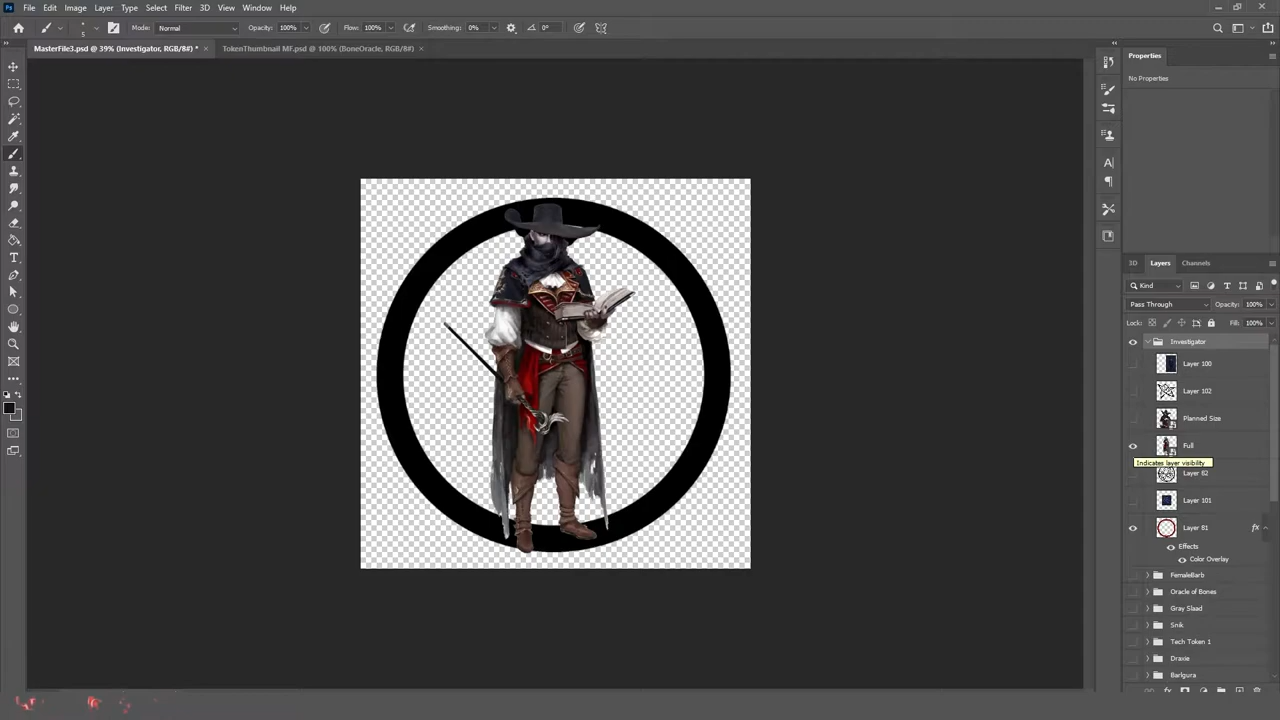 Ps File Edit Image Layer Type Select Filter 3D View Window Help
5 Mode: Normal Opacity: 100% Flow: 100% Smoothing: 0% 0°
MasterFile3.psd @ 39% (Investigator, RGB/8#) * × TokenThumbnail MF.psd @ 100% (BoneOracle, RGB/8#) ×
Properties
No Properties
3D Layers Channels
Kind
Pass Through Opacity: 100%
Lock: Fill: 100%
Investigator
Layer 100
Layer 102
Planned Size
Full
Indicates layer visibility
Layer 82
Layer 101
Layer 81 fx
Effects
Color Overlay
FemaleBarb
Oracle of Bones
Gray Slaad
Snik
Tech Token 1
Draxie
Barlgura